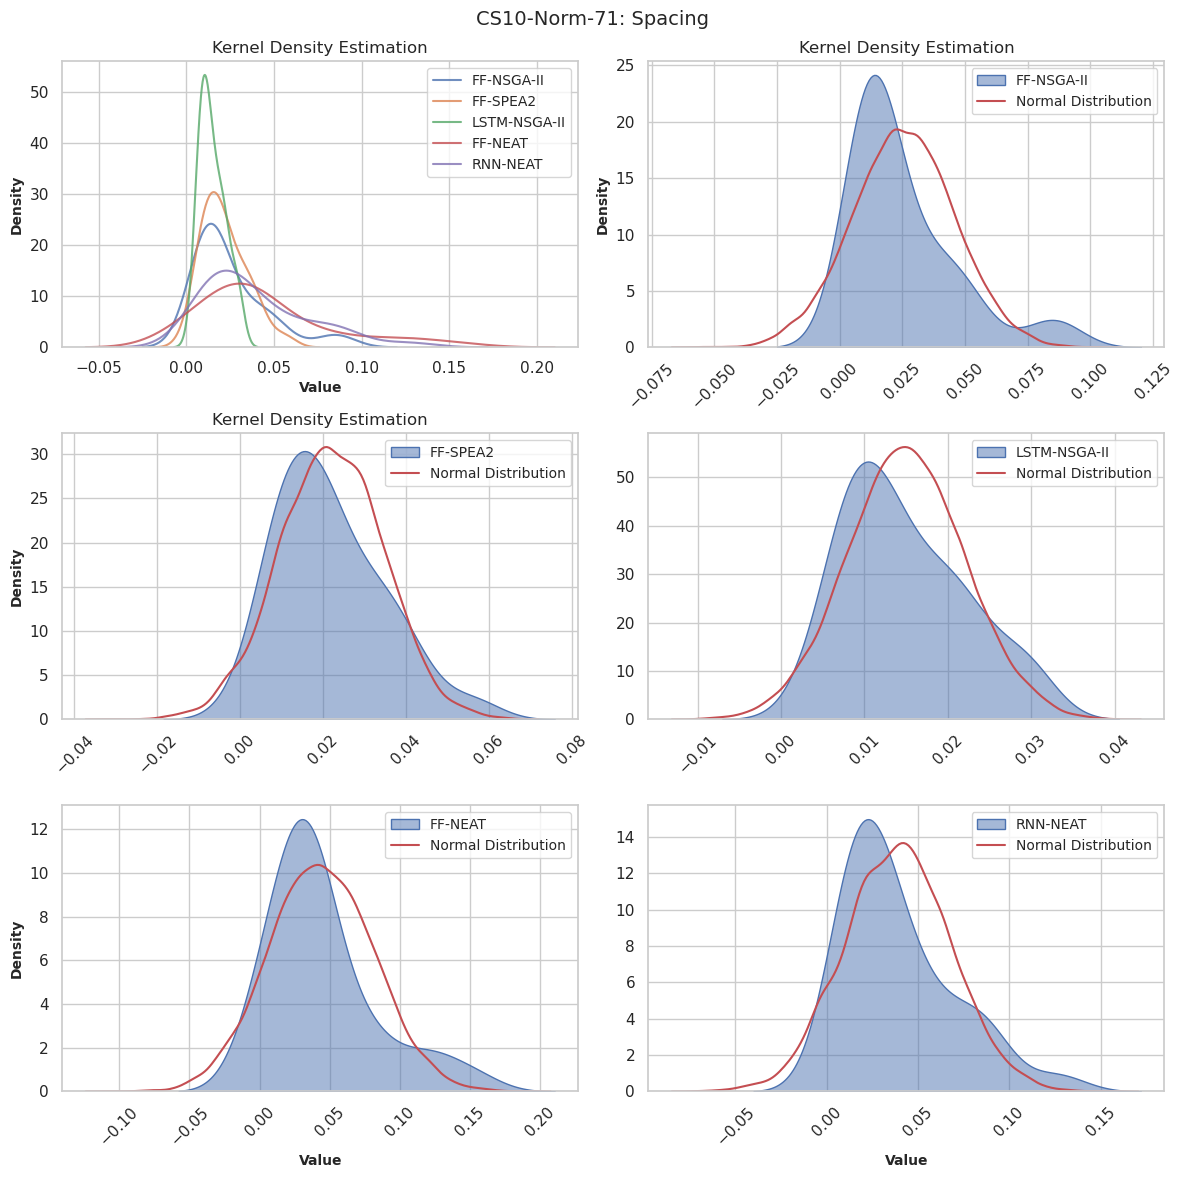 CS10-Norm-71: Spacing
Kernel Density Estimation
Density
50
40
30
20
10
0
−0.05 0.00 0.05 0.10 0.15 0.20
Value
FF-NSGA-II
FF-SPEA2
LSTM-NSGA-II
FF-NEAT
RNN-NEAT
Kernel Density Estimation
Density
25
20
15
10
5
0
−0.075 −0.050 −0.025 0.000 0.025 0.050 0.075 0.100 0.125
FF-NSGA-II
Normal Distribution
Kernel Density Estimation
Density
30
25
20
15
10
5
0
−0.04 −0.02 0.00 0.02 0.04 0.06 0.08
FF-SPEA2
Normal Distribution
50
40
30
20
10
0
−0.01 0.00 0.01 0.02 0.03 0.04
LSTM-NSGA-II
Normal Distribution
Density
12
10
8
6
4
2
0
−0.10 −0.05 0.00 0.05 0.10 0.15 0.20
Value
FF-NEAT
Normal Distribution
14
12
10
8
6
4
2
0
−0.05 0.00 0.05 0.10 0.15
Value
RNN-NEAT
Normal Distribution